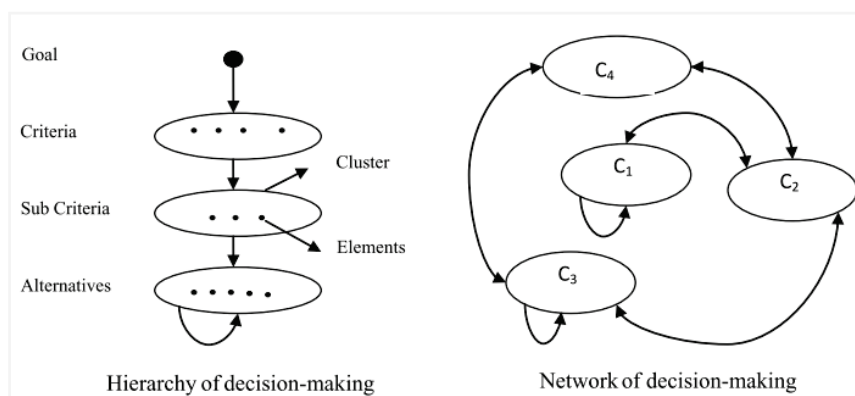 Goal
Criteria
Cluster
Sub Criteria
Elements
Alternatives
Hierarchy of decision-making
C4
C1
C2
C3
Network of decision-making